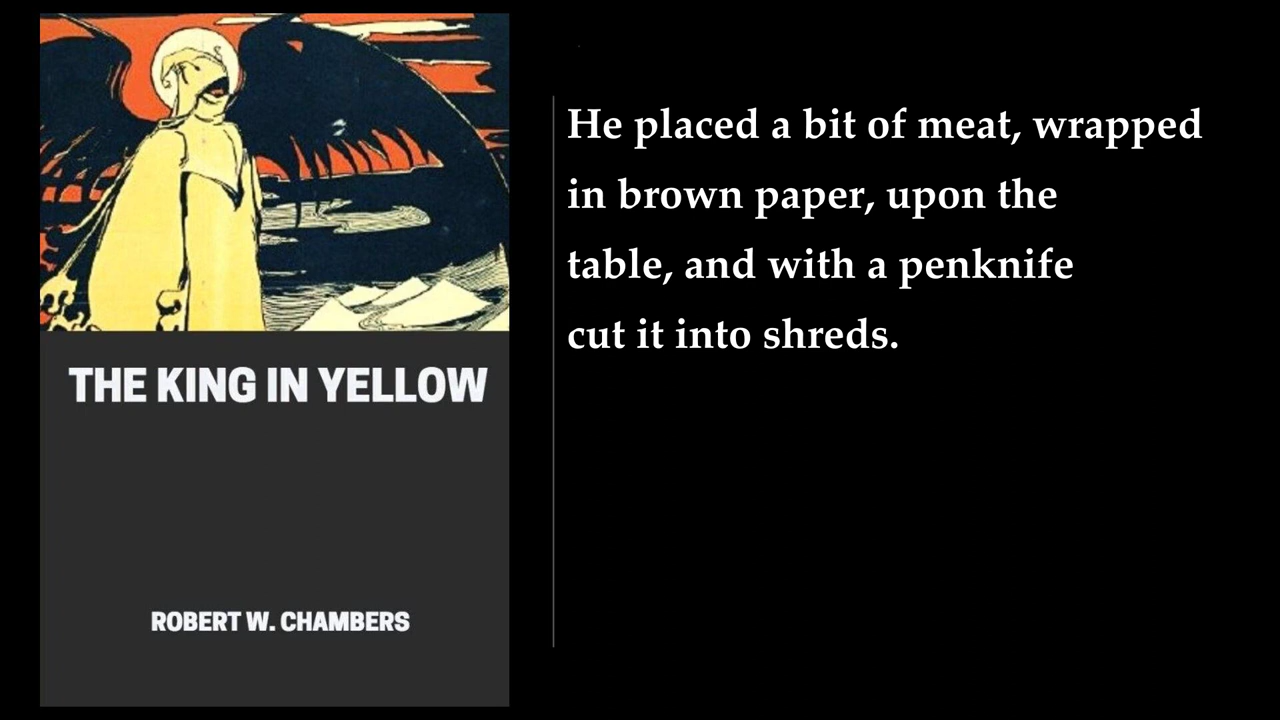 THE KING IN YELLOW
ROBERT W. CHAMBERS
He placed a bit of meat, wrapped
in brown paper, upon the
table, and with a penknife
cut it into shreds.